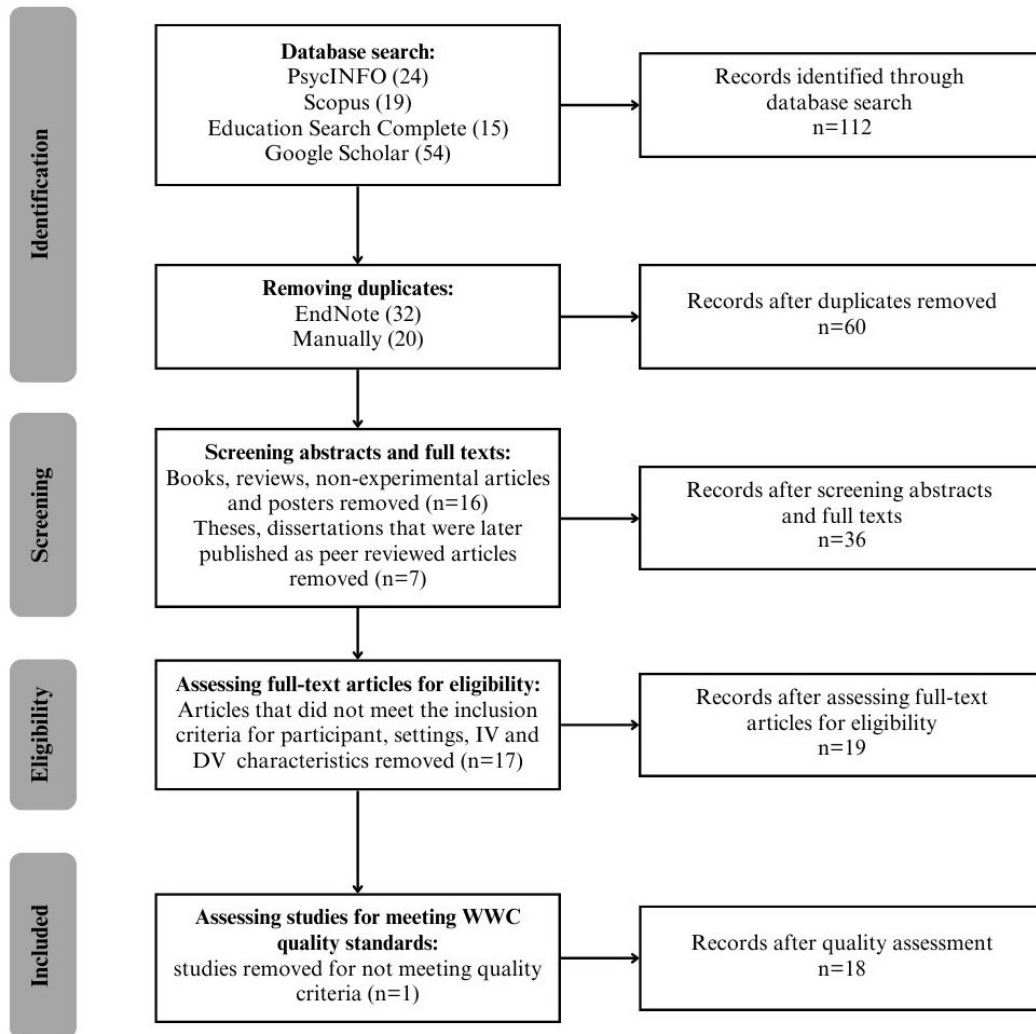 Identification
Database search:
PsycINFO (24)
Scopus (19)
Education Search Complete (15)
Google Scholar (54)
Records identified through
database search
n=112
Removing duplicates:
EndNote (32)
Manually (20)
Records after duplicates removed
n=60
Screening
Screening abstracts and full texts:
Books, reviews, non-experimental articles
and posters removed (n=16)
Theses, dissertations that were later
published as peer reviewed articles
removed (n=7)
Records after screening abstracts
and full texts
n=36
Eligibility
Assessing full-text articles for eligibility:
Articles that did not meet the inclusion
criteria for participant, settings, IV and
DV characteristics removed (n=17)
Records after assessing full-text
articles for eligibility
n=19
Included
Assessing studies for meeting WWC
quality standards:
studies removed for not meeting quality
criteria (n=1)
Records after quality assessment
n=18